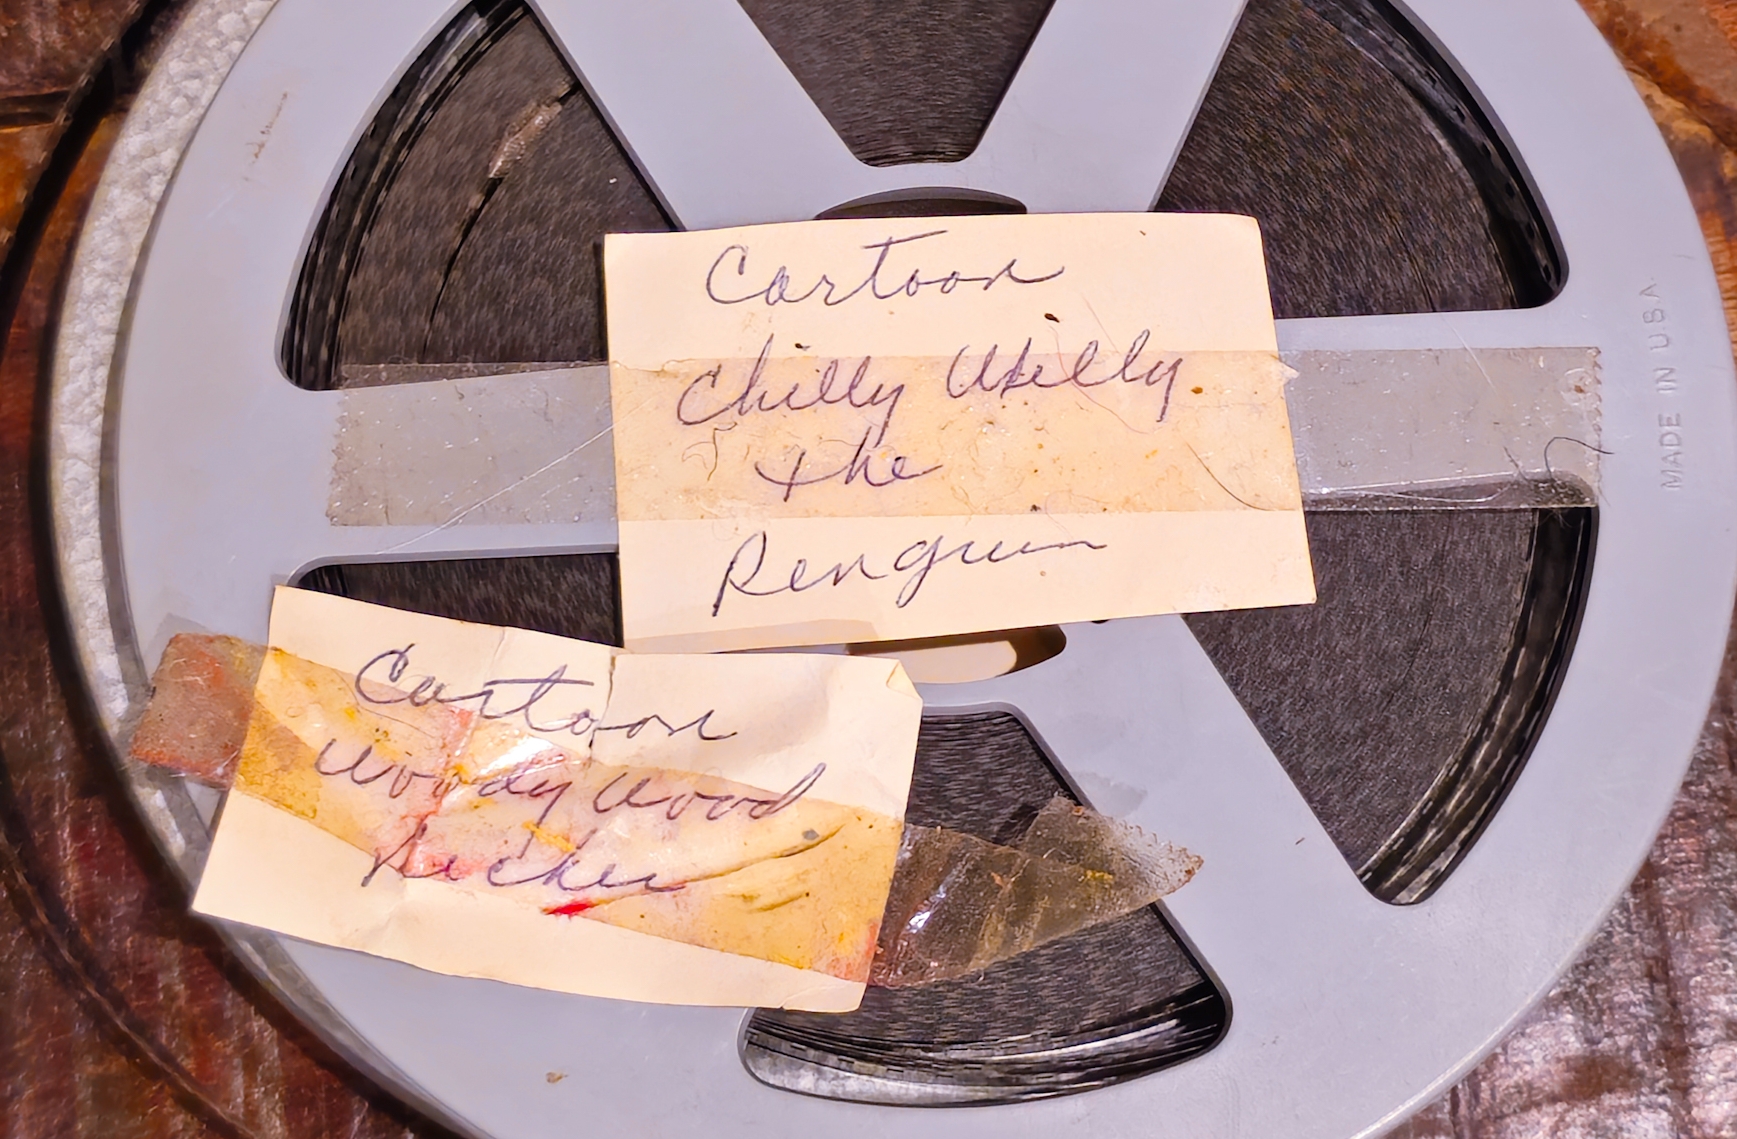 Cartoon
Chilly Willy
the
Penguin
Cartoon
Woody Wood
Pecker
MADE IN USA